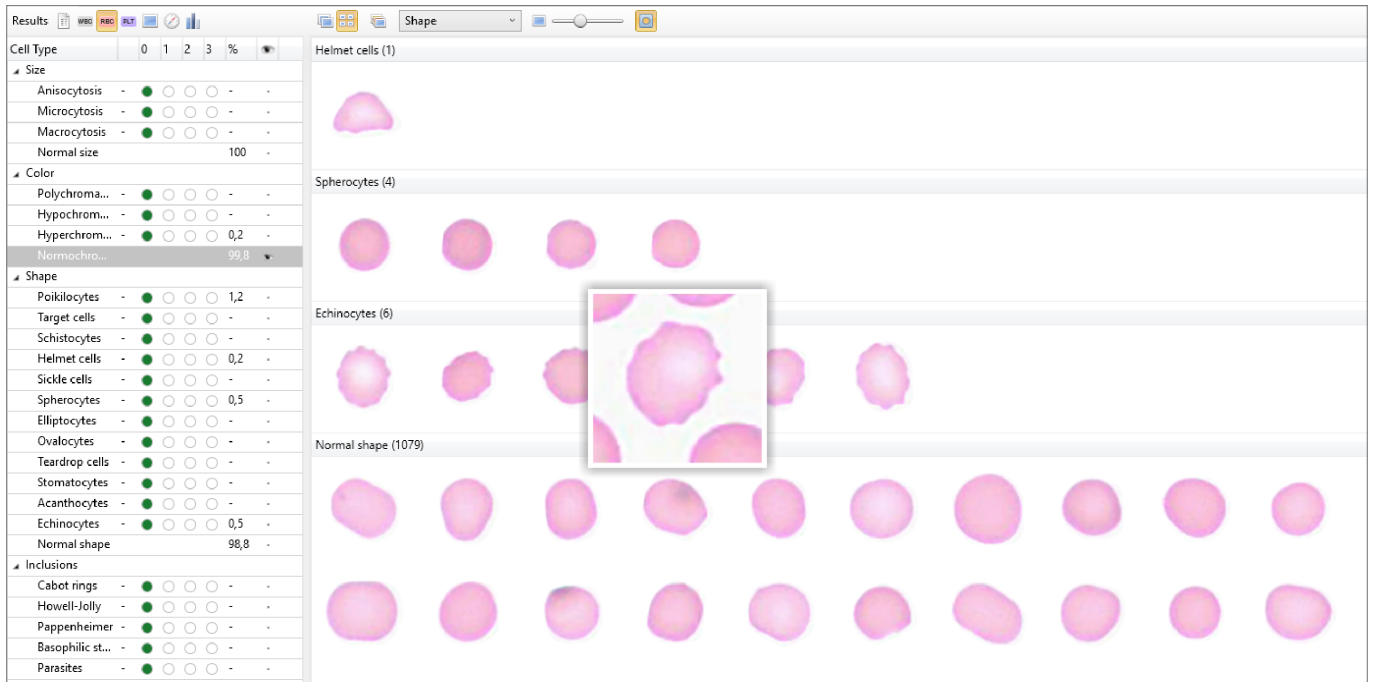 Results WBC RBC PLT Shape
Cell Type 0 1 2 3 %
Size
Anisocytosis - -
Microcytosis - -
Macrocytosis - -
Normal size 100 -
Color
Polychroma... - -
Hypochrom... - -
Hyperchrom... - 0,2 -
Normochro... 99,8
Shape
Poikilocytes - 1,2 -
Target cells - -
Schistocytes - -
Helmet cells - 0,2 -
Sickle cells - -
Spherocytes - 0,5 -
Elliptocytes - -
Ovalocytes - -
Teardrop cells - -
Stomatocytes - -
Acanthocytes - -
Echinocytes - 0,5 -
Normal shape 98,8 -
Inclusions
Cabot rings - -
Howell-Jolly - -
Pappenheimer - -
Basophilic st... - -
Parasites - -
Helmet cells (1)
Spherocytes (4)
Echinocytes (6)
Normal shape (1079)